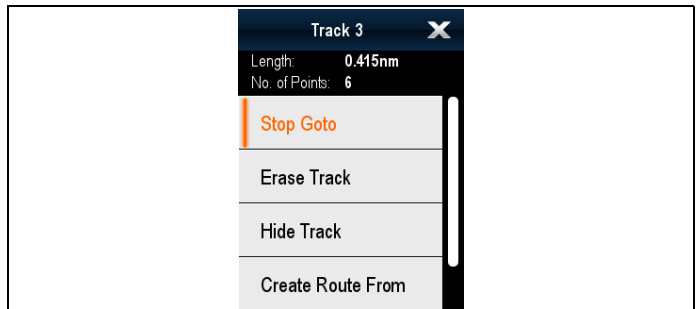 Track 3 X
Length: 0.415nm
No. of Points: 6
Stop Goto
Erase Track
Hide Track
Create Route From